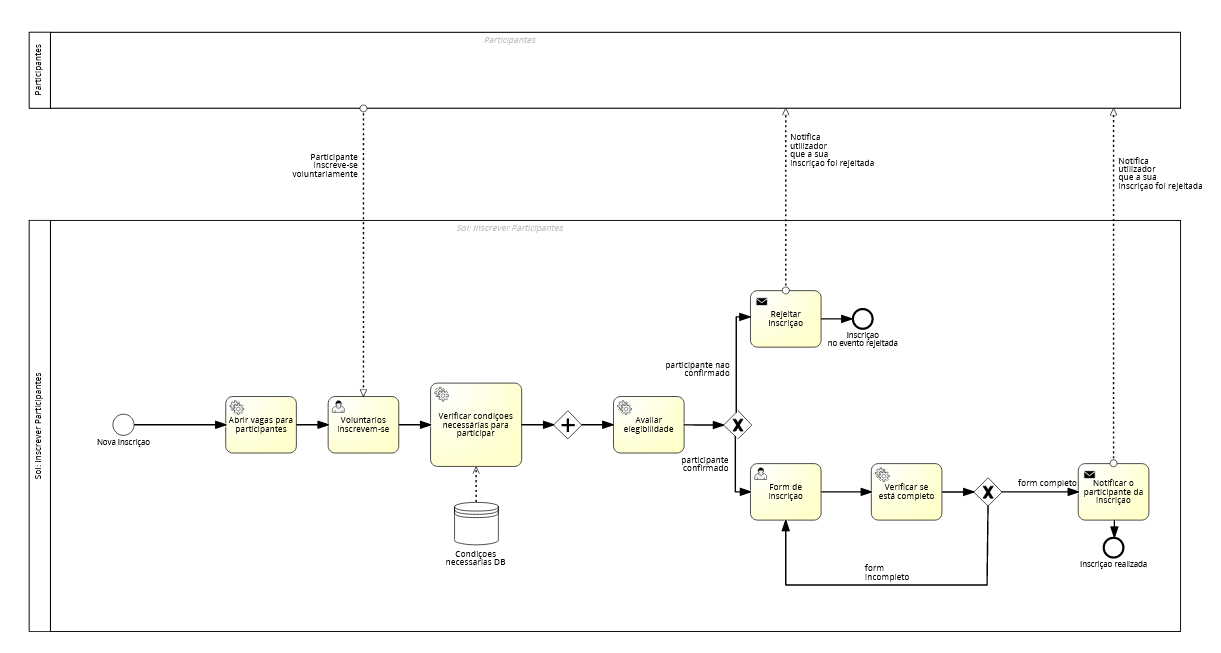 Participantes
Participantes
Participante
inscreve-se
voluntariamente
Notifica
utilizador
que a sua
inscriçao foi rejeitada
Notifica
utilizador
que a sua
inscriçao foi rejeitada
Sol: Inscrever Participantes
Sol: Inscrever Participantes
Nova inscriçao
Abrir vagas para
participantes
Voluntarios
inscrevem-se
Verificar condiçoes
necessárias para
participar
Condiçoes
necessarias DB
Avaliar
elegibilidade
participante nao
confirmado
Rejeitar
inscriçao
Inscriçao
no evento rejeitada
participante
confirmado
Form de
inscriçao
Verificar se
está completo
form completo
Notificar o
participante da
inscriçao
Inscriçao realizada
form
incompleto